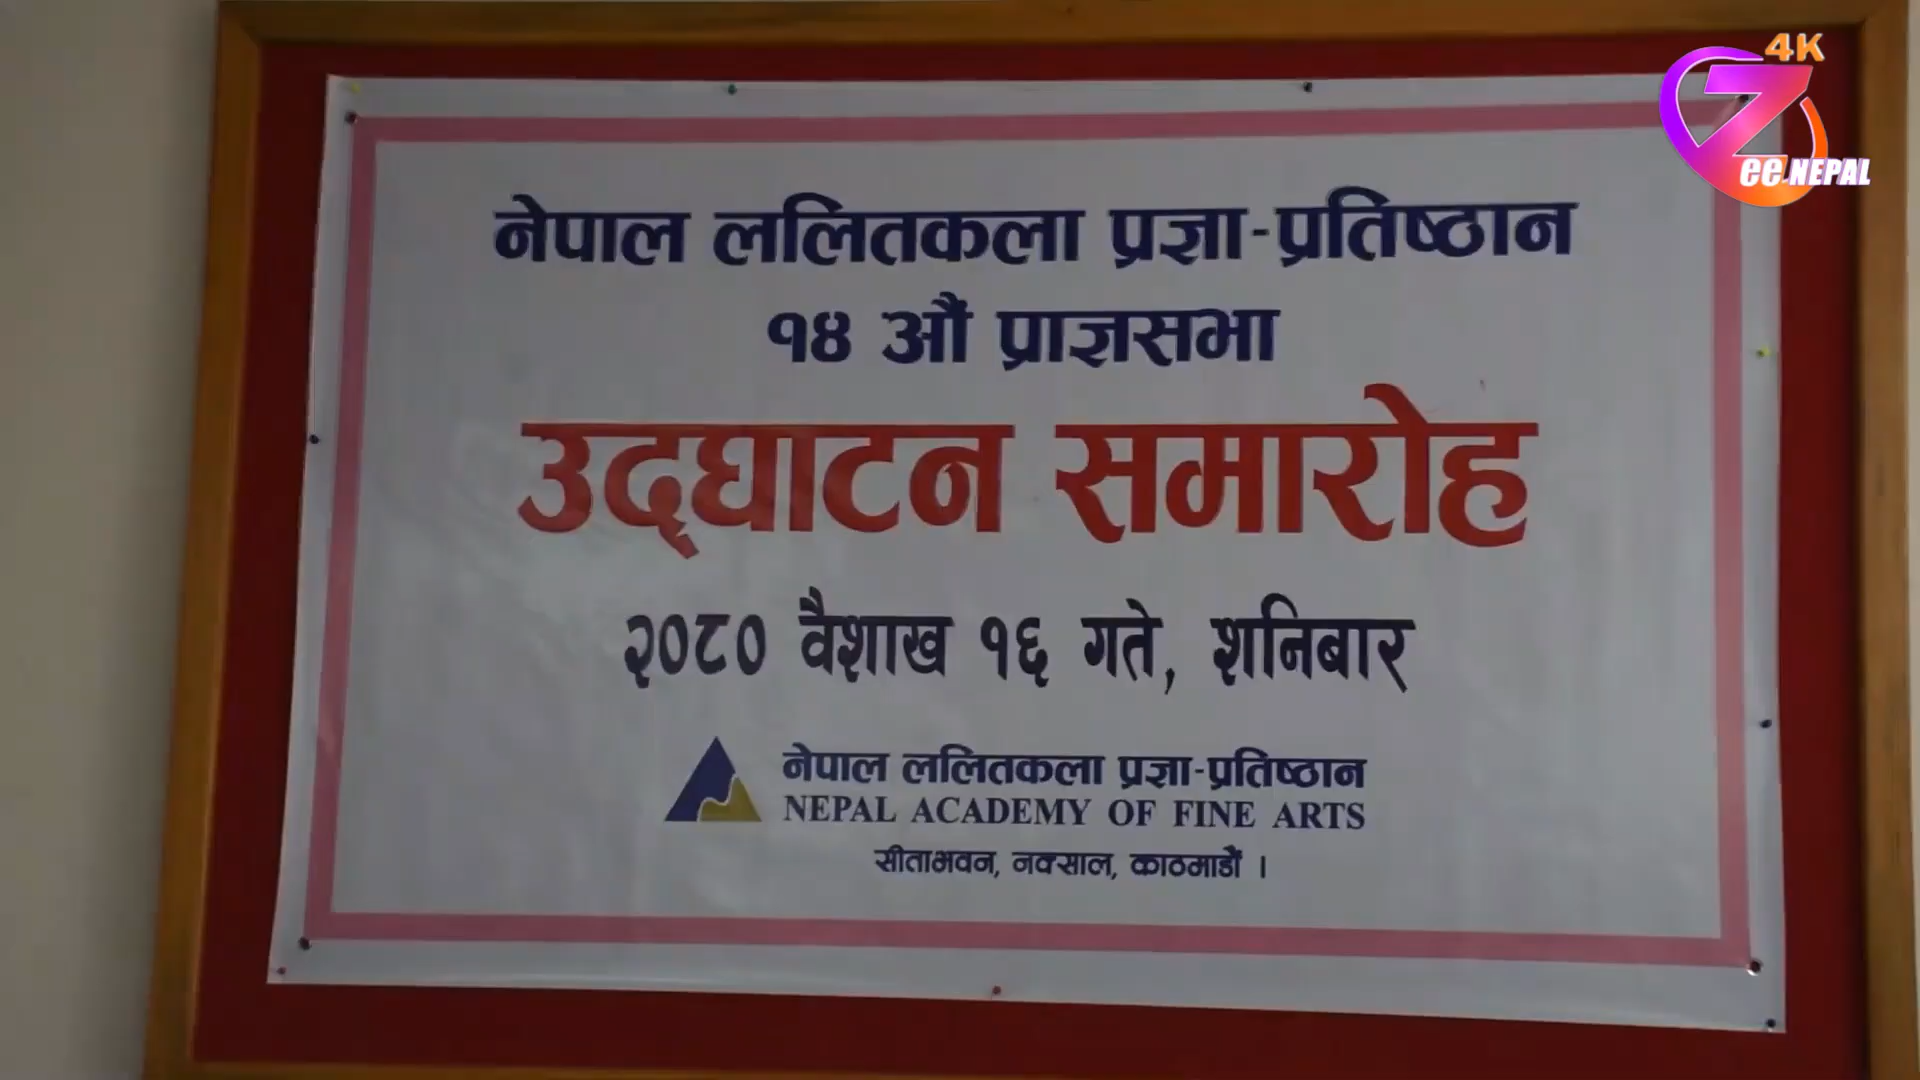 4K
Zee NEPAL
नेपाल ललितकला प्रज्ञा-प्रतिष्ठान
१४ औं प्राज्ञसभा
उद्घाटन समारोह
२०८० वैशाख १६ गते, शनिबार
नेपाल ललितकला प्रज्ञा-प्रतिष्ठान
NEPAL ACADEMY OF FINE ARTS
सीताभवन, नक्साल, काठमाडौं ।